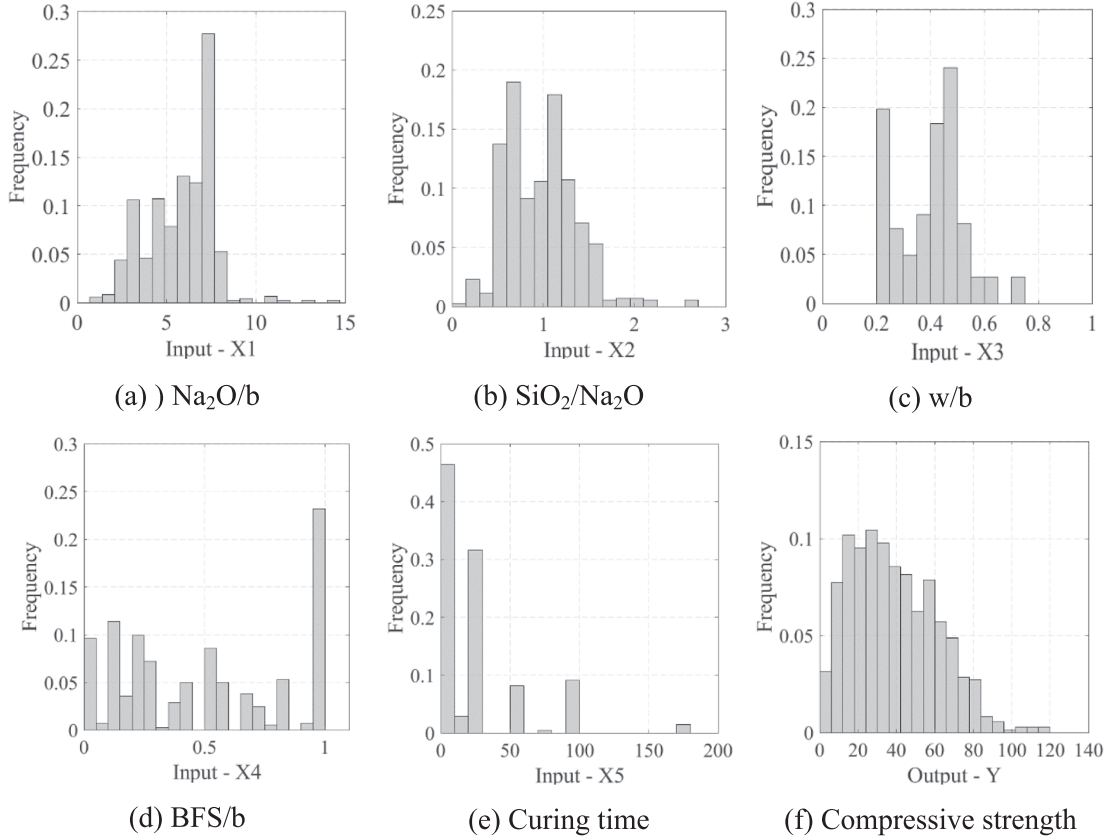 0.3
0.25
0.2
0.15
0.1
0.05
0
Frequency
0 5 10 15
Input - X1
(a) ) Na₂O/b
0.25
0.2
0.15
0.1
0.05
0
Frequency
0 1 2 3
Input - X2
(b) SiO₂/Na₂O
0.3
0.25
0.2
0.15
0.1
0.05
0
Frequency
0 0.2 0.4 0.6 0.8 1
Input - X3
(c) w/b
0.3
0.25
0.2
0.15
0.1
0.05
0
Frequency
0 0.5 1
Input - X4
(d) BFS/b
0.5
0.4
0.3
0.2
0.1
0
Frequency
0 50 100 150 200
Input - X5
(e) Curing time
0.15
0.1
0.05
0
Frequency
0 20 40 60 80 100 120 140
Output - Y
(f) Compressive strength